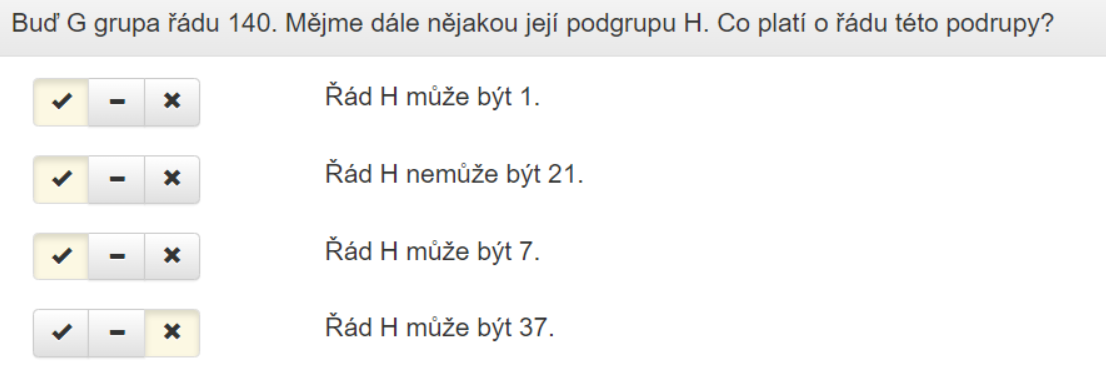 Buď G grupa řádu 140. Mějme dále nějakou její podgrupu H. Co platí o řádu této podrupy?
Řád H může být 1.
Řád H nemůže být 21.
Řád H může být 7.
Řád H může být 37.